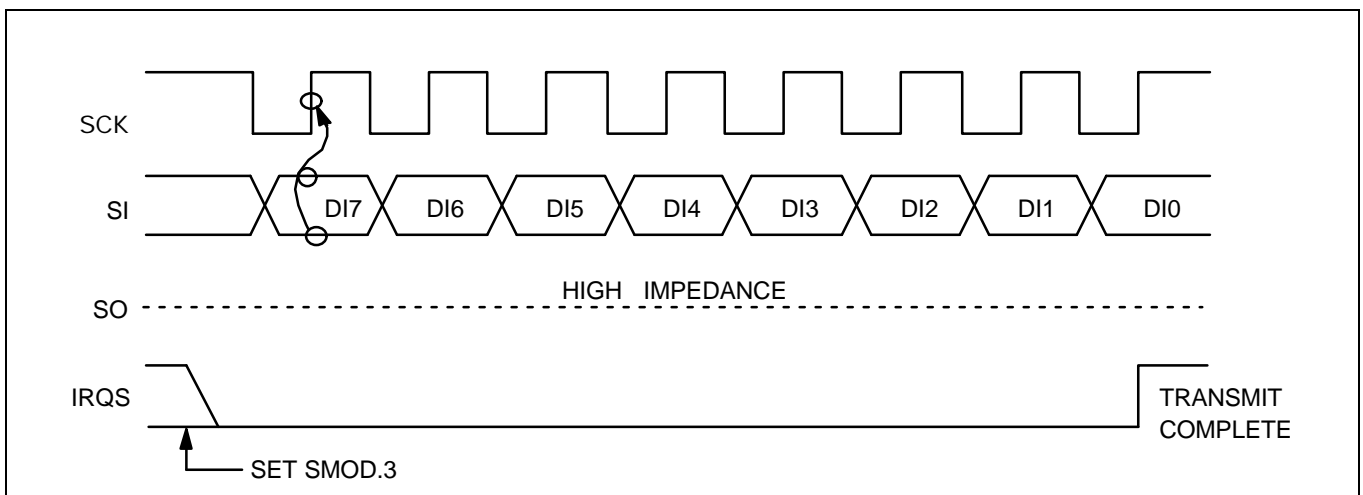 SCK
SI DI7 DI6 DI5 DI4 DI3 DI2 DI1 DI0
HIGH IMPEDANCE
SO
IRQS TRANSMIT
COMPLETE
SET SMOD.3